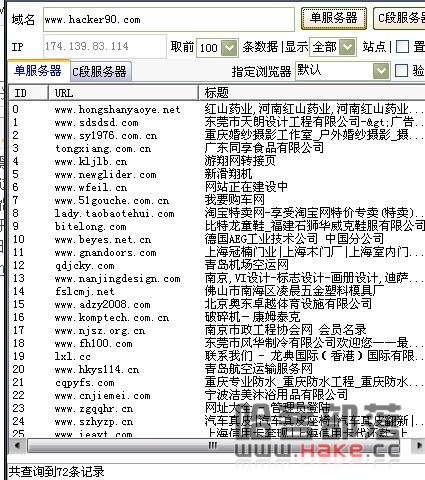 域名 www.hacker90.com 单服务器 C段服务器
IP 174.139.83.114 取前 100 条数据|显示 全部 站点| 置
单服务器 C段服务器 指定浏览器 默认 验
ID URL 标题
0 www.hongshanyaoye.net 红山药业,河南红山药业,河南红山...
1 www.sdsdsd.com 东莞市天朗设计工程公司-&gt;广告...
2 www.sy1976.com.cn 重庆婚纱摄影工作室_户外婚纱摄影_摄...
3 tongxiang.com.cn 广东同享食品有限公司
4 www.kljlb.cn 游翔网转接页
5 www.newglider.com 新滑翔机
6 www.wfeil.cn 网站正在建设中
7 www.51gouche.com.cn 我要购车网
8 lady.taobaotehui.com 淘宝特卖网-享受淘宝网特价专卖(特卖)...
9 bitelong.com 比特龙童鞋_福建石狮华威克鞋服有限公司
10 www.beyes.net.cn 德国AEG工业技术公司 中国分公司
11 www.gnandoors.com 上海冠楠门业|上海木门厂|上海室内门...
12 qdjcky.com 青岛机场空运网
13 www.nanjingdesign.com 南京,VI设计-标志设计-画册设计,迪萨...
14 fslcmj.net 佛山市南海区凌晨五金塑料模具厂
15 www.adzy2008.com 北京奥东卓越体育设施有限公司
16 www.komptech.com.cn 破碎机— 康姆泰克
17 www.njsz.org.cn 南京市政工程协会网 会员名录
18 www.fh100.com 东莞市风华制冷有限公司欢迎您——最...
19 lxl.cc 联系我们 - 龙典国际（香港）国际有限...
20 www.hkys114.cn 青岛航空运输服务网
21 cqpyfs.com 重庆专业防水_重庆防水工程_重庆防水...
22 www.cnjiemei.com 宁波洁美沐浴用品有限公司
23 www.zgqqhr.cn 网址大 管理员登陆
24 www.szhyzp.cn 汽车真皮|汽车真皮座椅|汽车真皮翻新|...
25
www.Hake.cc
共查询到72条记录